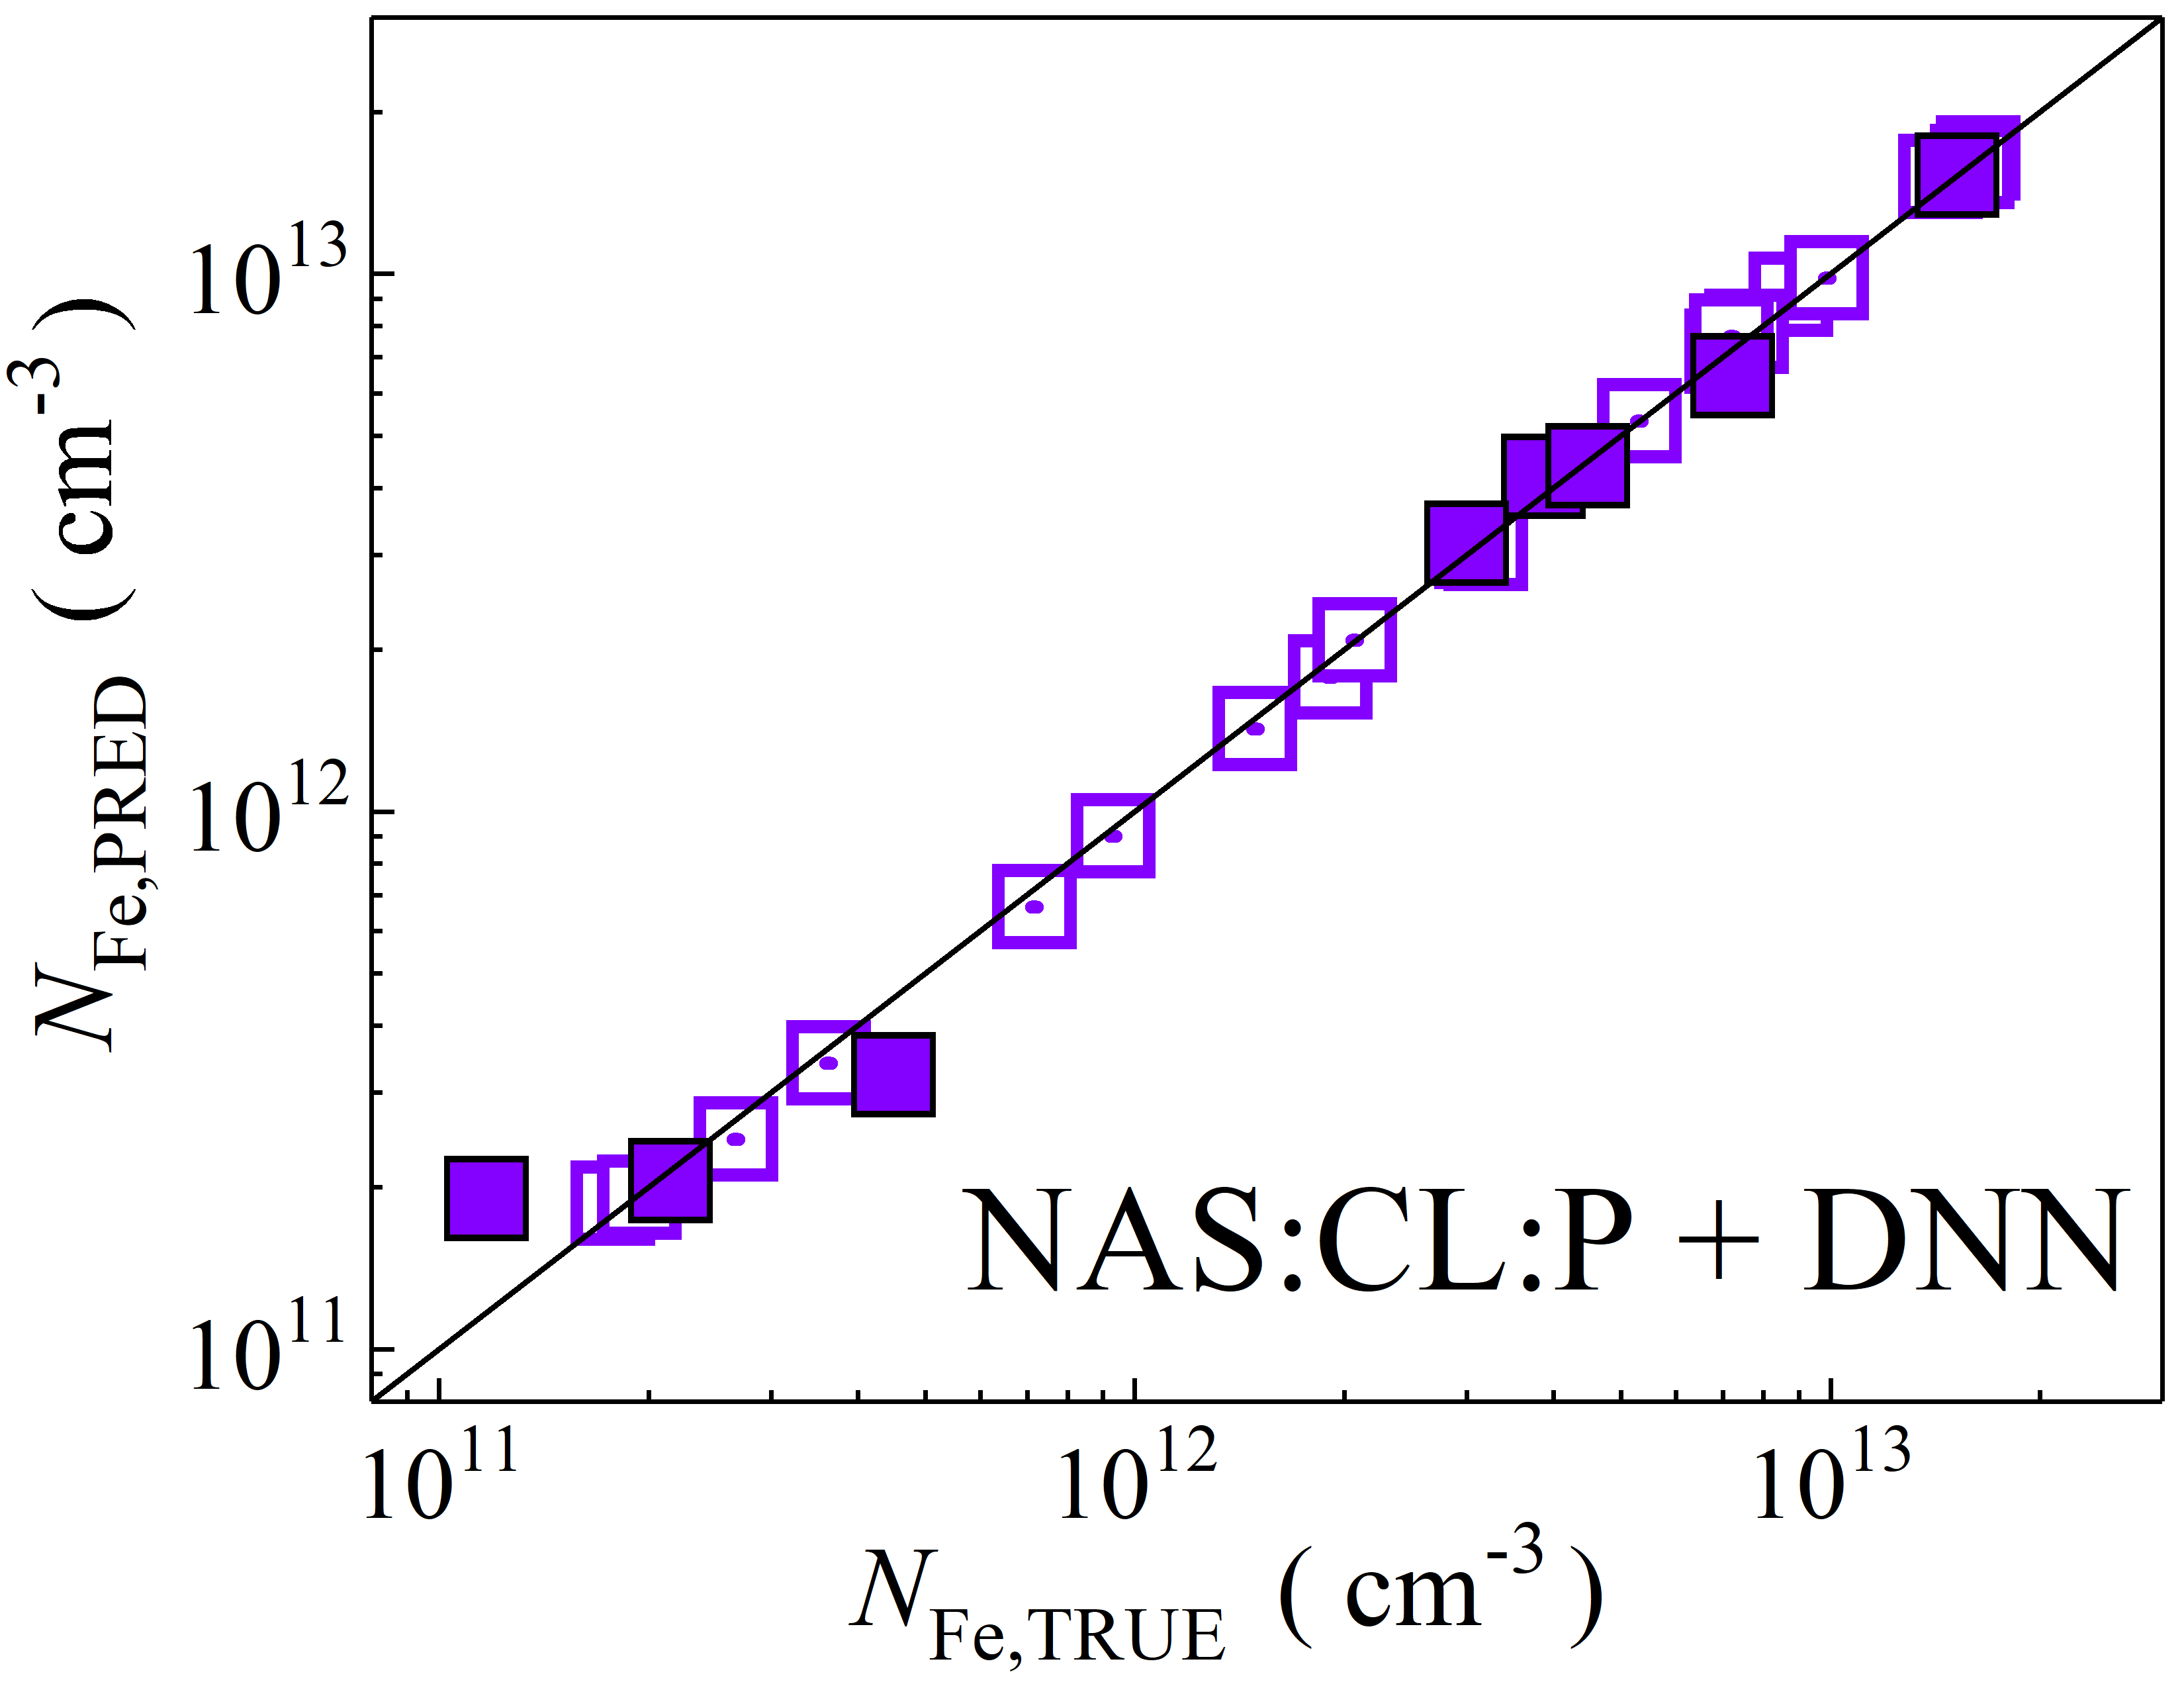 N_Fe,PRED ( cm^-3 )
10^13
10^12
10^11
NAS:CL:P + DNN
10^11 10^12 10^13
N_Fe,TRUE ( cm^-3 )